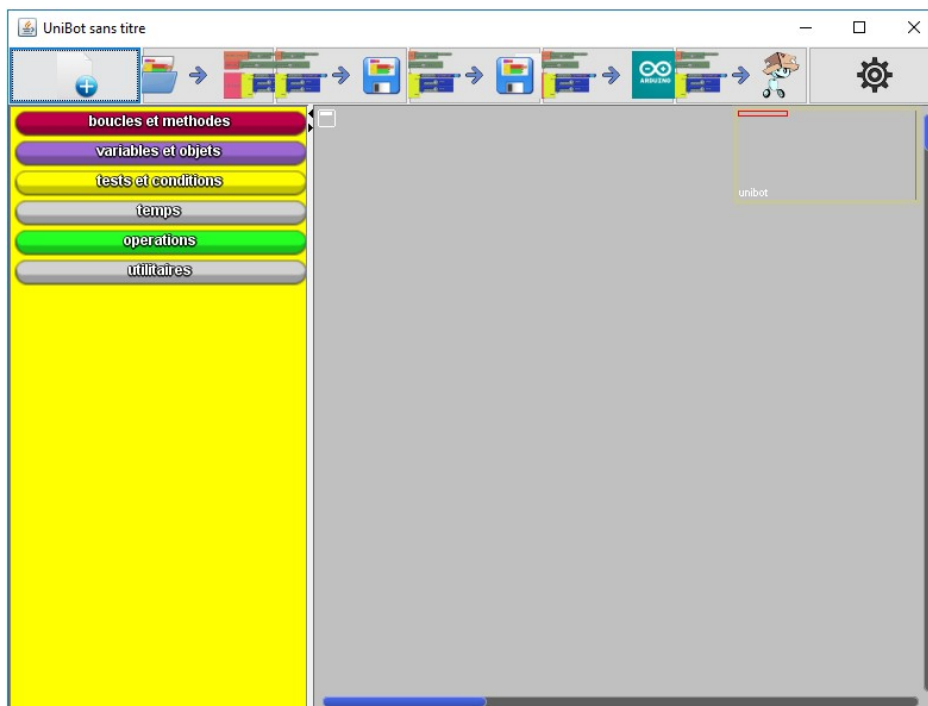 UniBot sans titre
ARDUINO
boucles et methodes
variables et objets
tests et conditions
temps
operations
utilitaires
unibot